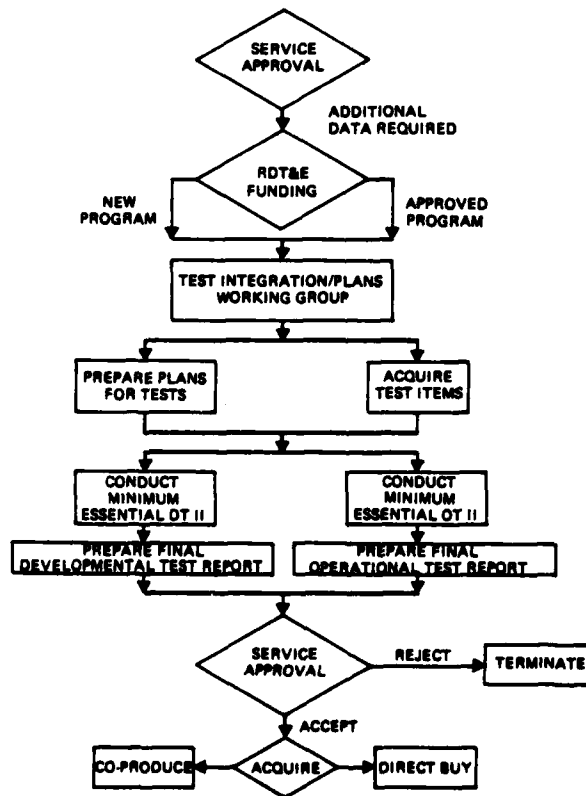 SERVICE
APPROVAL
ADDITIONAL
DATA REQUIRED
RDT&E
FUNDING
NEW
PROGRAM
APPROVED
PROGRAM
TEST INTEGRATION/PLANS
WORKING GROUP
PREPARE PLANS
FOR TESTS
ACQUIRE
TEST ITEMS
CONDUCT
MINIMUM
ESSENTIAL DT II
CONDUCT
MINIMUM
ESSENTIAL OT II
PREPARE FINAL
DEVELOPMENTAL TEST REPORT
PREPARE FINAL
OPERATIONAL TEST REPORT
SERVICE
APPROVAL
REJECT
TERMINATE
ACCEPT
CO-PRODUCE
ACQUIRE
DIRECT BUY